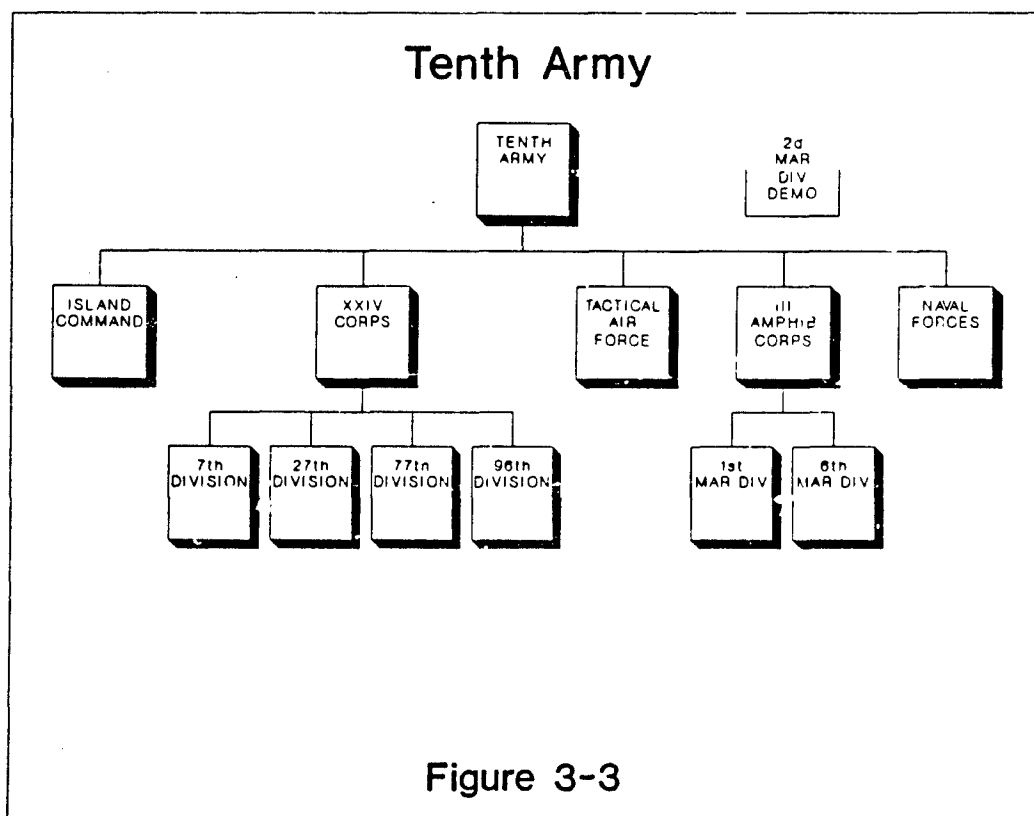 Tenth Army
TENTH
ARMY
2d
MAR
DIV
DEMO
ISLAND
COMMAND
XXIV
CORPS
TACTICAL
AIR
FORCE
III
AMPHIB
CORPS
NAVAL
FORCES
7th
DIVISION
27th
DIVISION
77th
DIVISION
96th
DIVISION
1st
MAR DIV
6th
MAR DIV
Figure 3-3